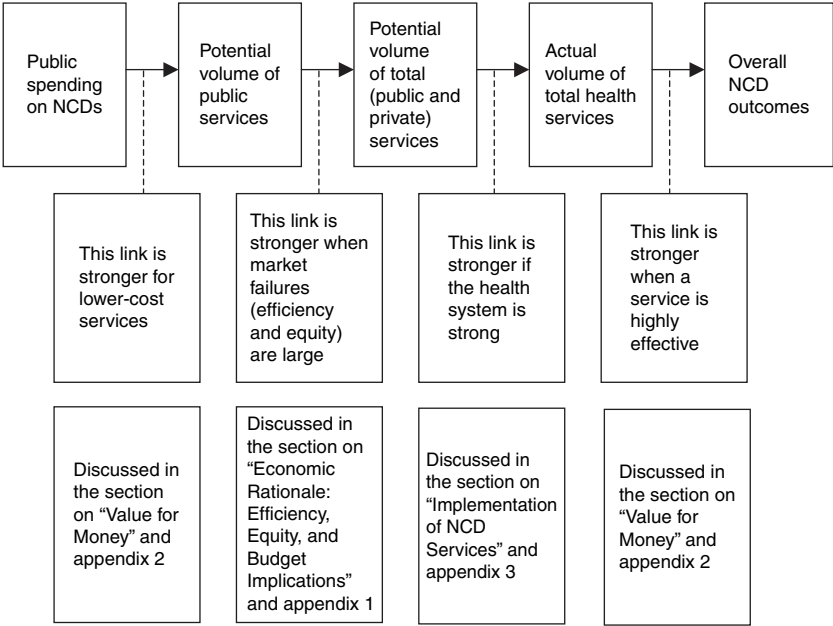 Public
spending
on NCDs
Potential
volume of
public
services
Potential
volume
of total
(public and
private)
services
Actual
volume of
total health
services
Overall
NCD
outcomes
This link is
stronger for
lower-cost
services
This link is
stronger when
market
failures
(efficiency
and equity)
are large
This link is
stronger if
the health
system is
strong
This link is
stronger
when a
service is
highly
effective
Discussed in
the section
on “Value for
Money” and
appendix 2
Discussed in
the section on
“Economic
Rationale:
Efficiency,
Equity, and
Budget
Implications”
and appendix 1
Discussed in
the section on
“Implementation
of NCD
Services” and
appendix 3
Discussed in
the section on
“Value for
Money” and
appendix 2